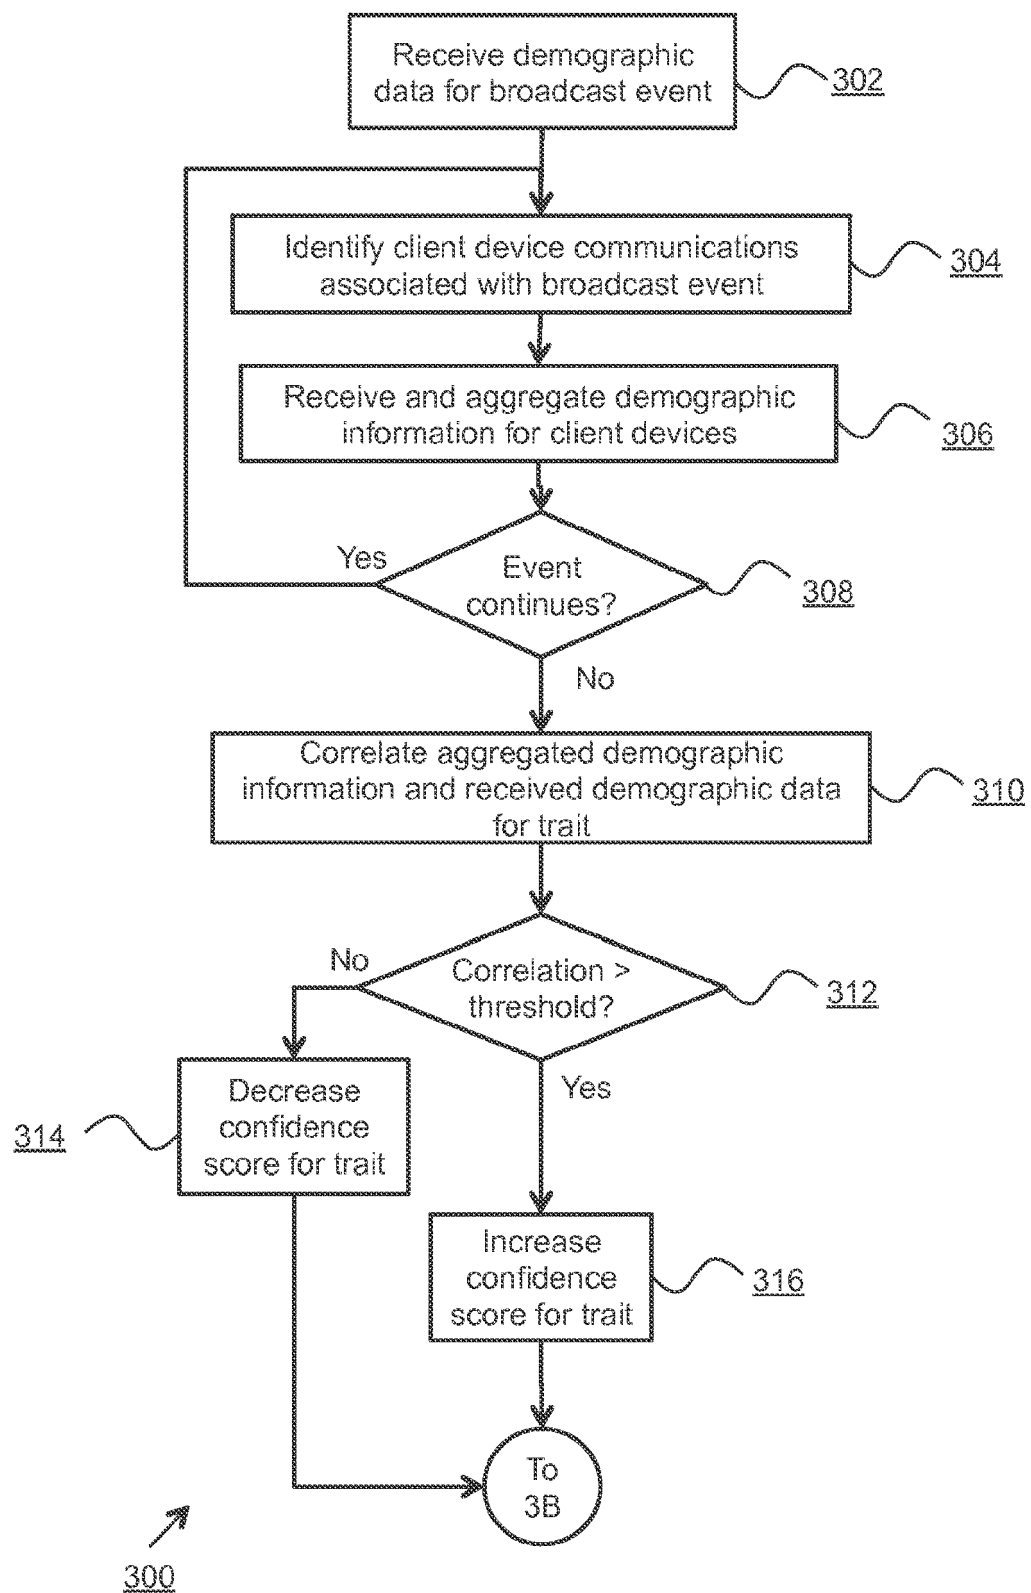 Receive demographic
data for broadcast event
302
Identify client device communications
associated with broadcast event
304
Receive and aggregate demographic
information for client devices
306
Yes
Event
continues?
308
No
Correlate aggregated demographic
information and received demographic data
for trait
310
No
Correlation >
threshold?
312
Yes
Decrease
confidence
score for trait
314
Increase
confidence
score for trait
316
To
3B
300